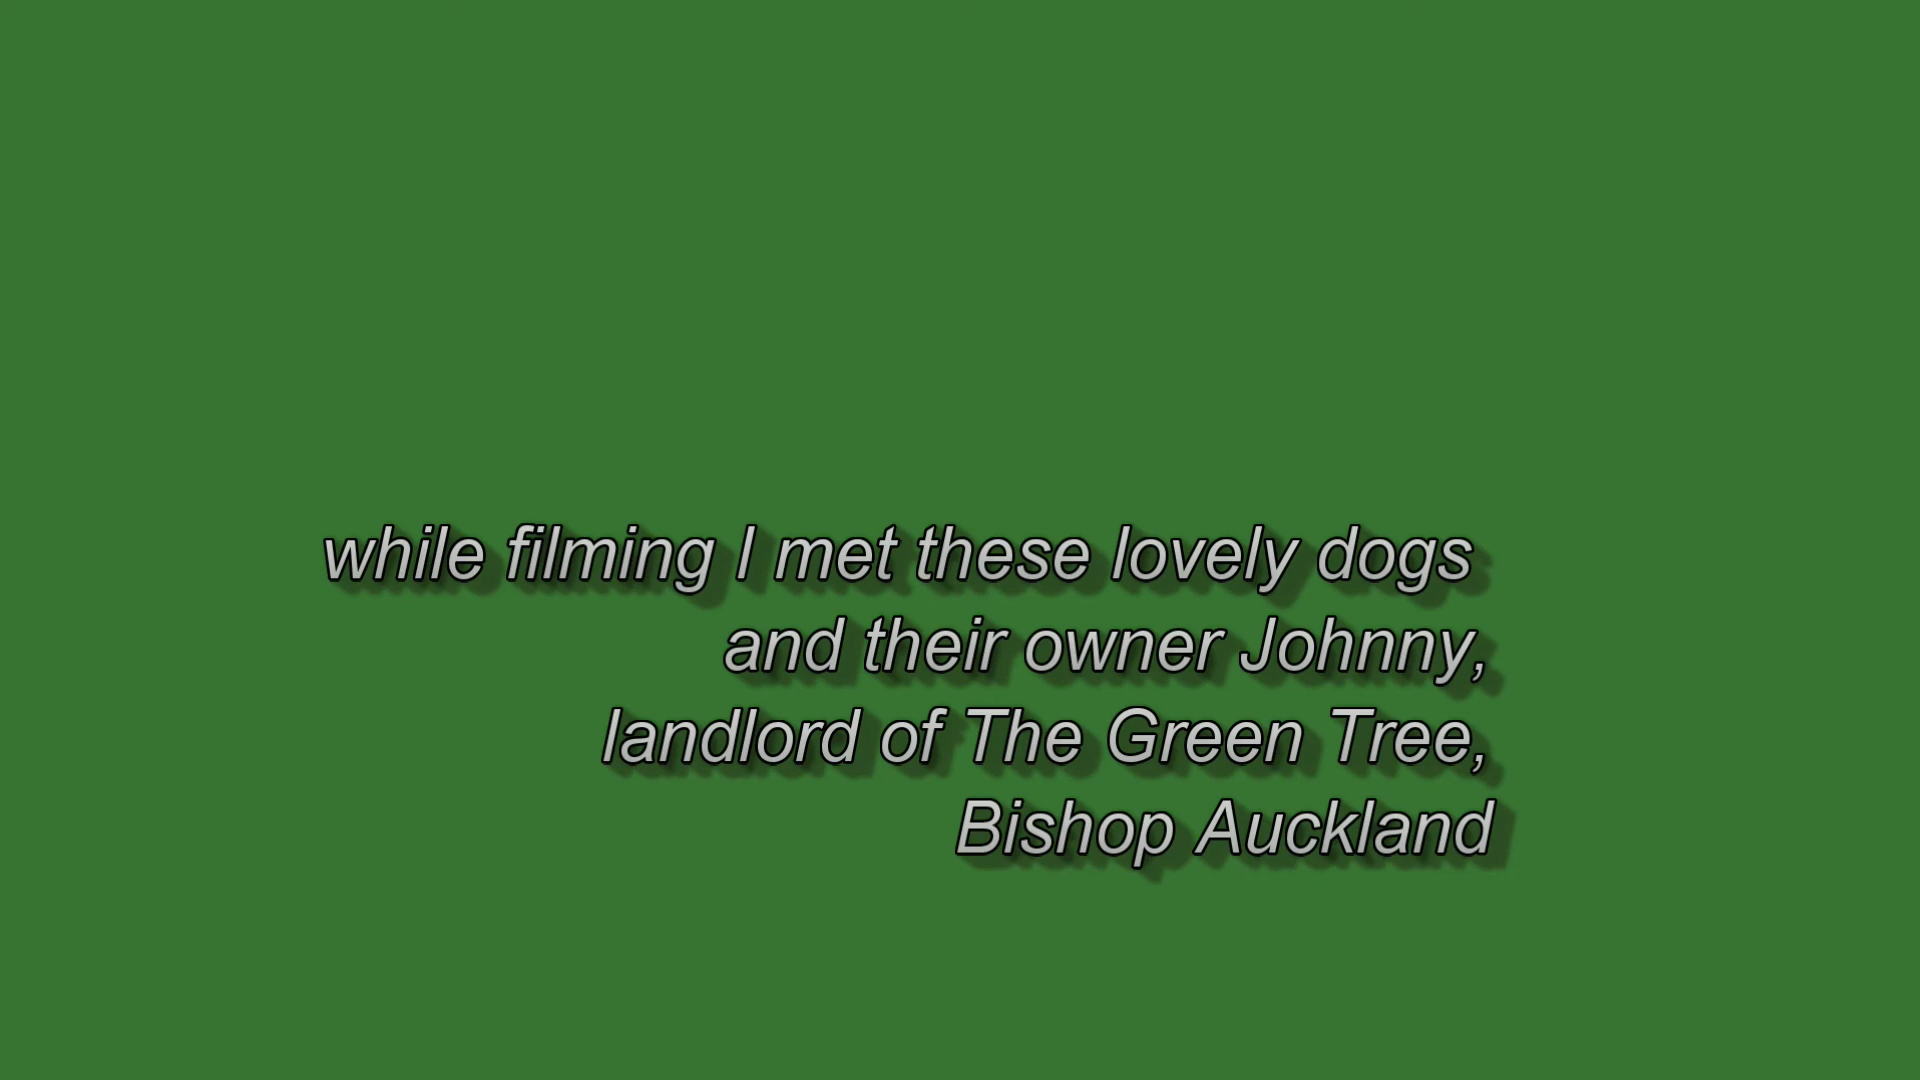 while filming I met these lovely dogs
and their owner Johnny,
landlord of The Green Tree,
Bishop Auckland